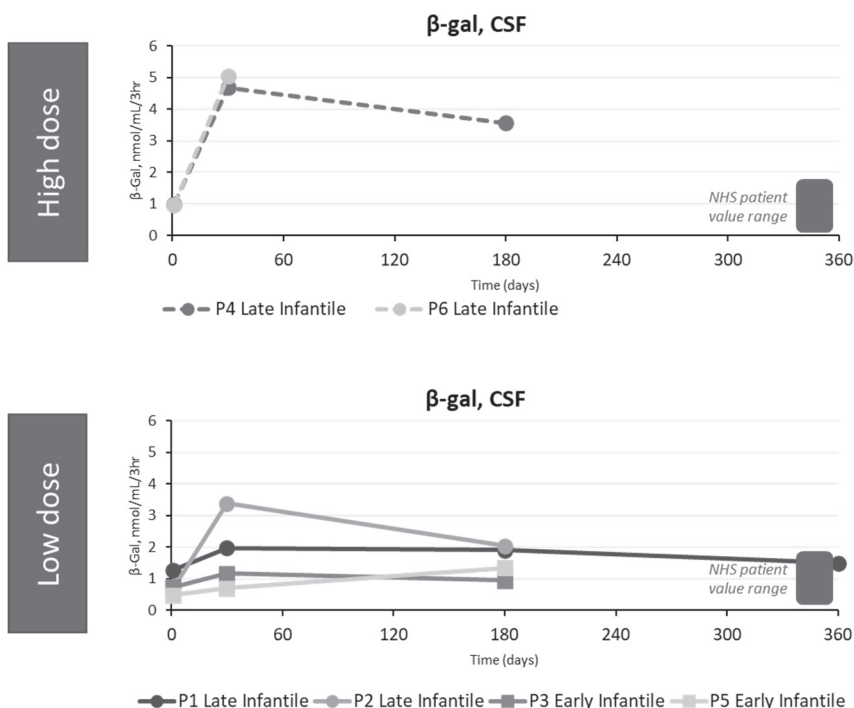 High dose
β-gal, CSF
β-Gal, nmol/mL/3hr
6
5
4
3
2
1
0
NHS patient
value range
0 60 120 180 240 300 360
Time (days)
P4 Late Infantile P6 Late Infantile
Low dose
β-gal, CSF
β-Gal, nmol/mL/3hr
6
5
4
3
2
1
0
NHS patient
value range
0 60 120 180 240 300 360
Time (days)
P1 Late Infantile P2 Late Infantile P3 Early Infantile P5 Early Infantile